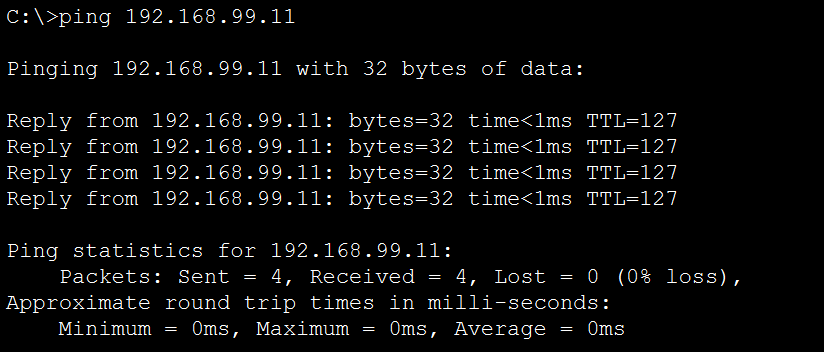 C:\>ping 192.168.99.11
Pinging 192.168.99.11 with 32 bytes of data:
Reply from 192.168.99.11: bytes=32 time<1ms TTL=127
Reply from 192.168.99.11: bytes=32 time<1ms TTL=127
Reply from 192.168.99.11: bytes=32 time<1ms TTL=127
Reply from 192.168.99.11: bytes=32 time<1ms TTL=127
Ping statistics for 192.168.99.11:
    Packets: Sent = 4, Received = 4, Lost = 0 (0% loss),
Approximate round trip times in milli-seconds:
    Minimum = 0ms, Maximum = 0ms, Average = 0ms